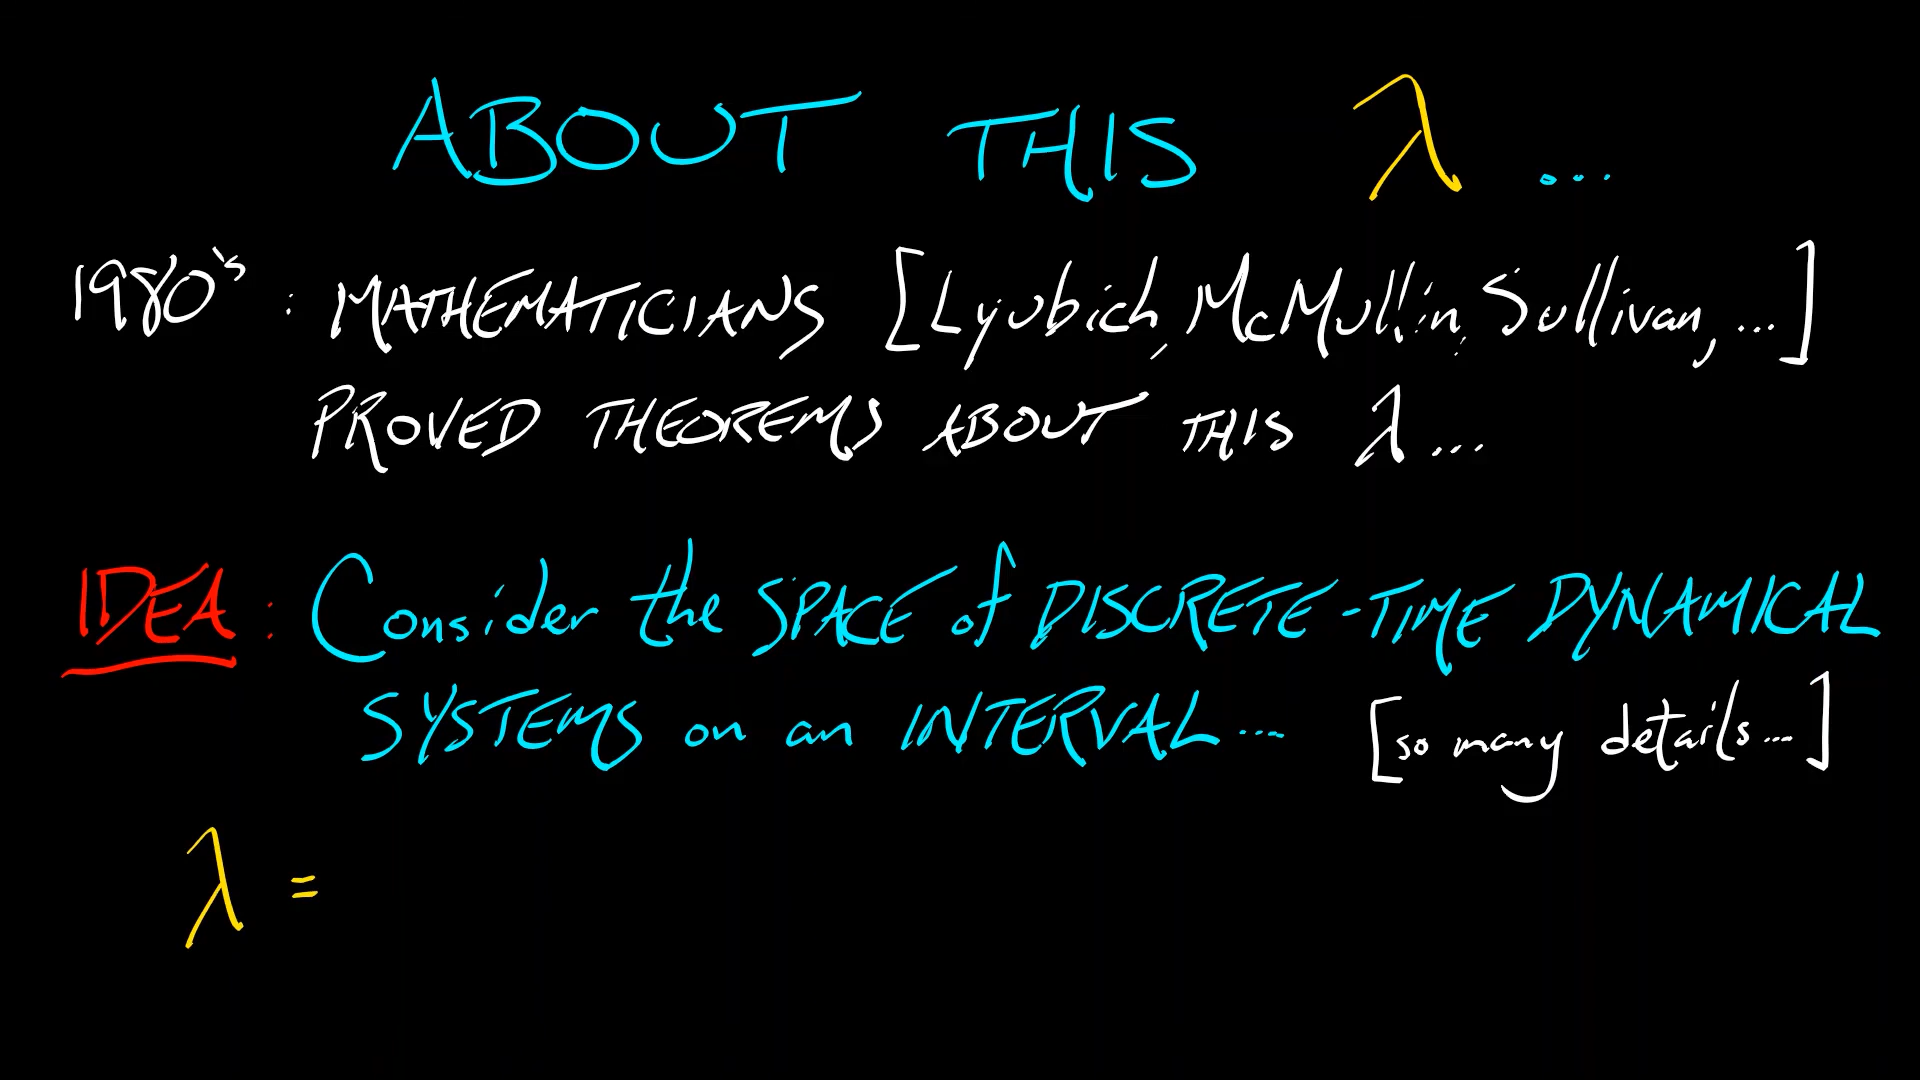 ABOUT THIS λ ...
1980's : MATHEMATICIANS [Lyubich, McMullin, Sullivan, ...]
PROVED THEOREMS ABOUT THIS λ...
IDEA : Consider the SPACE of DISCRETE-TIME DYNAMICAL
SYSTEMS on an INTERVAL... [so many details...]
λ =